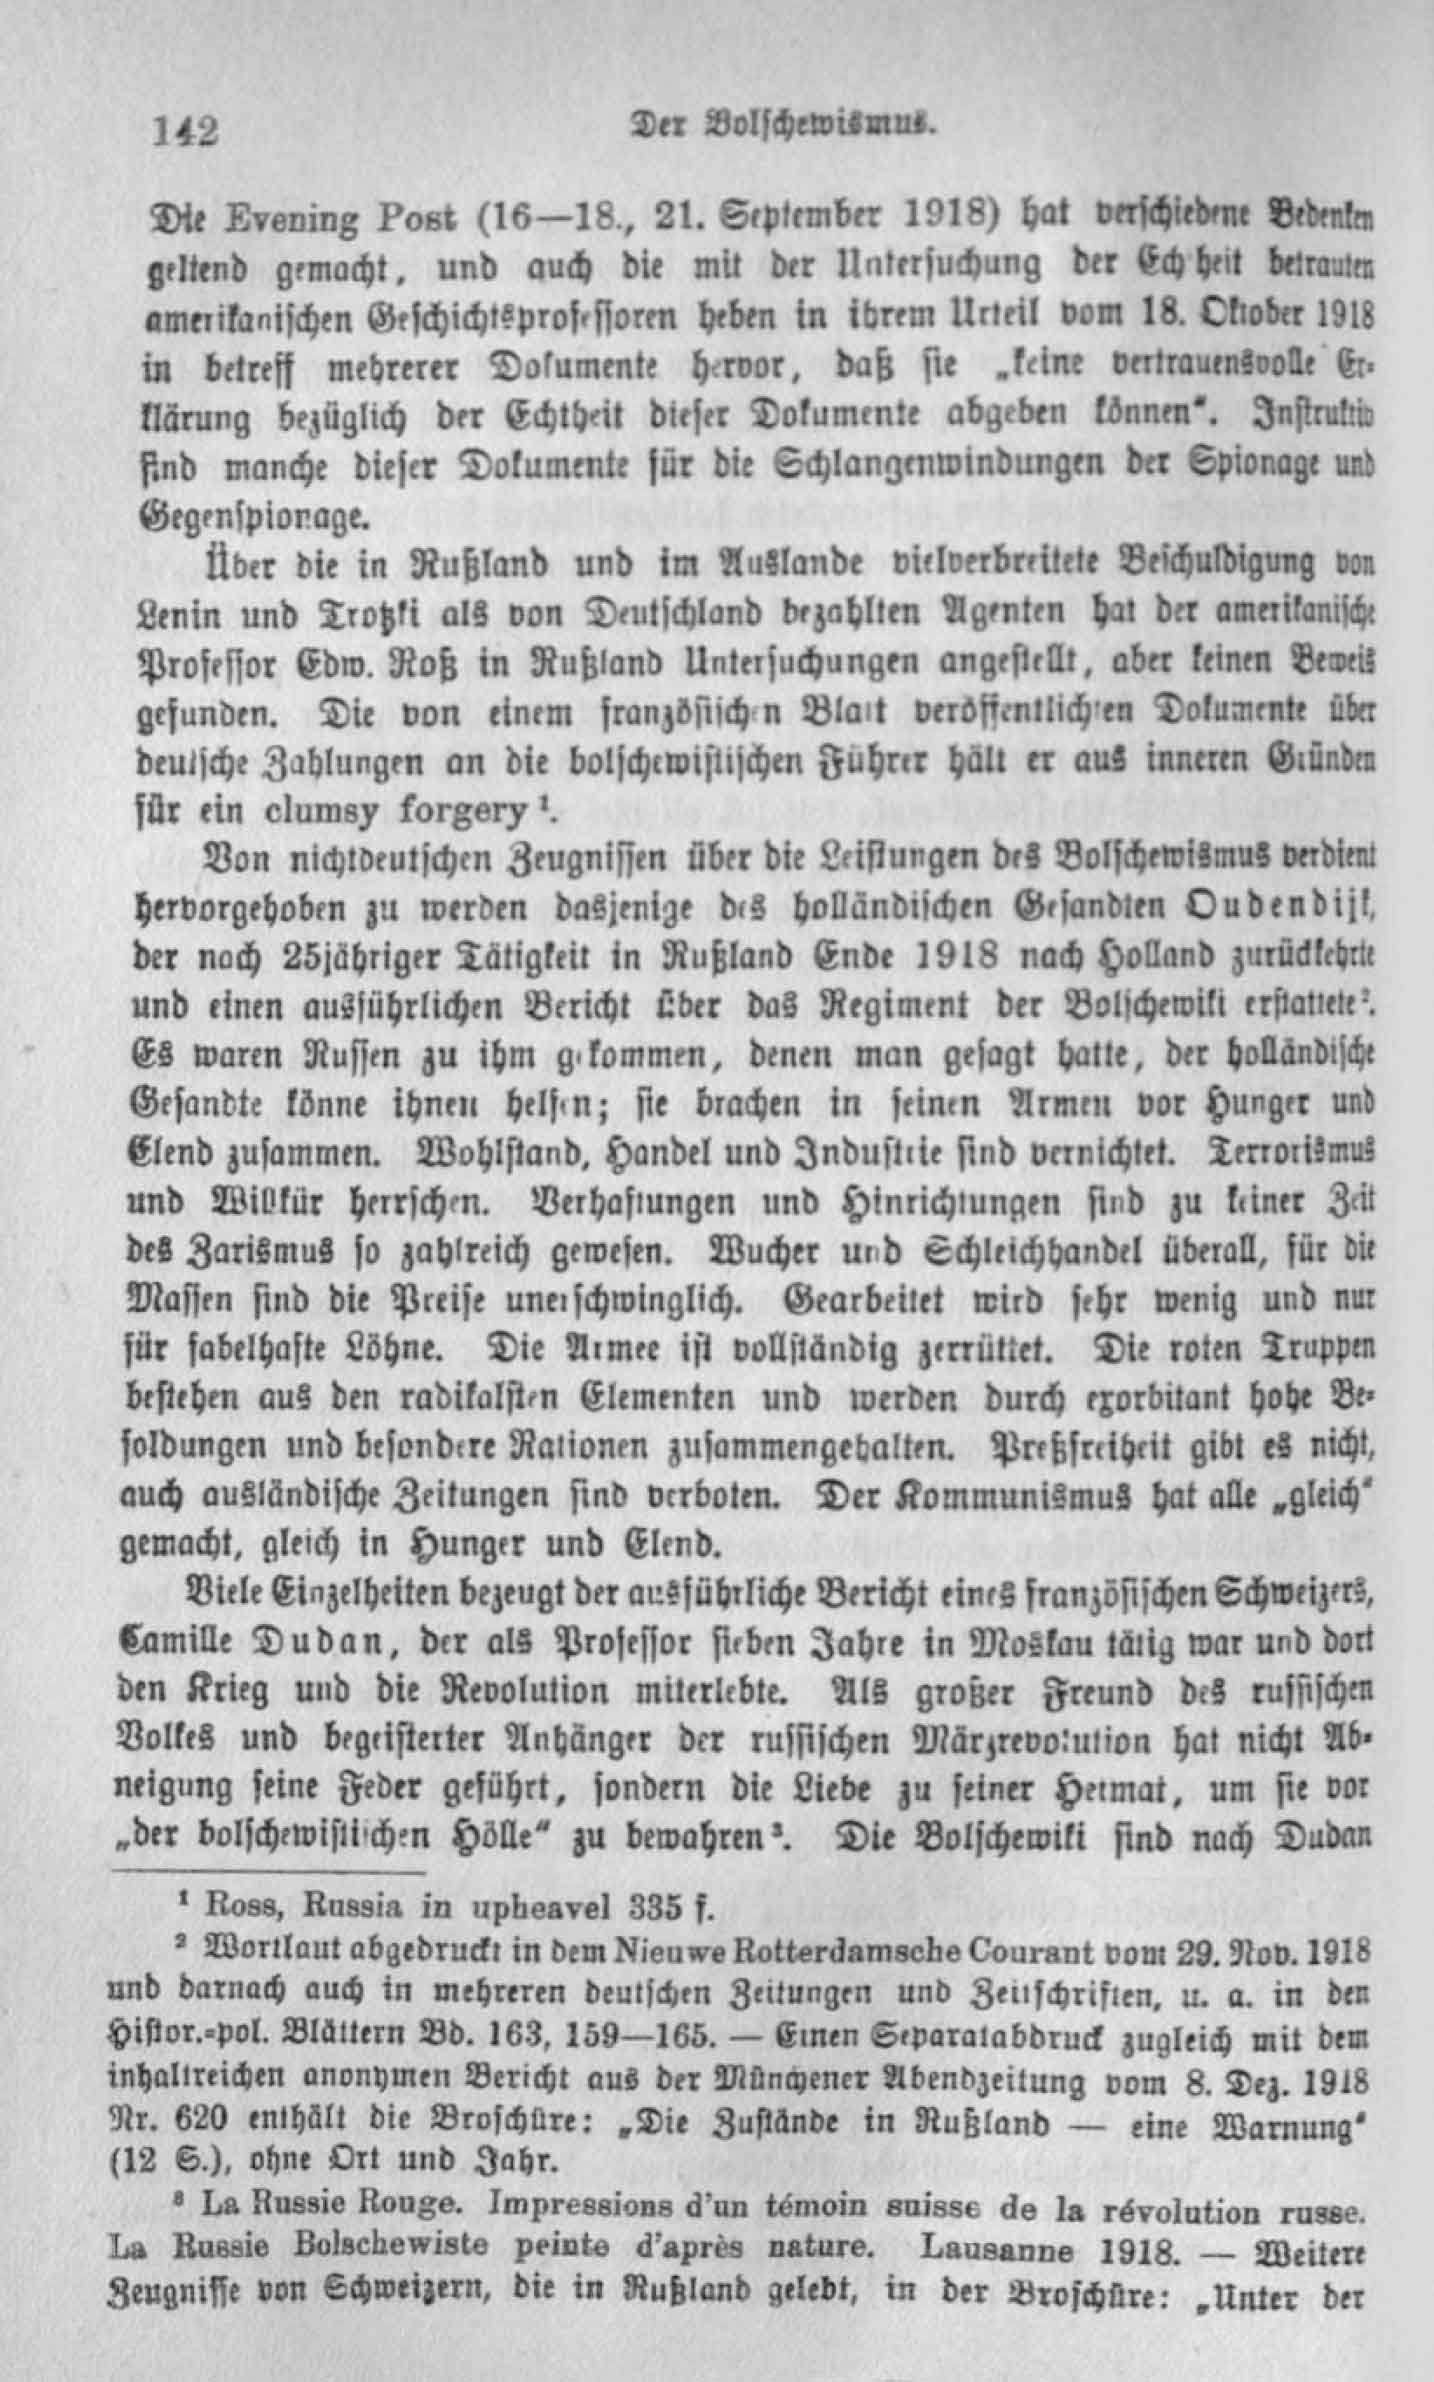 142
Der Bolschewismus.
Die Evening Post (16—18., 21. September 1918) hat verschiedene Bedenken
geltend gemacht, und auch die mit der Untersuchung der Echtheit betrauten
amerikanischen Geschichtsprofessoren heben in ihrem Urteil vom 18. Oktober 1918
in betreff mehrerer Dokumente hervor, daß sie „keine vertrauensvolle Er-
klärung bezüglich der Echtheit dieser Dokumente abgeben können“. Instruktiv
sind manche dieser Dokumente für die Schlangenwindungen der Spionage und
Gegenspionage.
Über die in Rußland und im Auslande vielverbreitete Beschuldigung von
Lenin und Trotzki als von Deutschland bezahlten Agenten hat der amerikanische
Professor Edw. Roß in Rußland Untersuchungen angestellt, aber keinen Beweis
gefunden. Die von einem französischen Blatt veröffentlichten Dokumente über
deutsche Zahlungen an die bolschewistischen Führer hält er aus inneren Gründen
für ein clumsy forgery ¹.
Von nichtdeutschen Zeugnissen über die Leistungen des Bolschewismus verdient
hervorgehoben zu werden dasjenige des holländischen Gesandten Oudendijk,
der nach 25jähriger Tätigkeit in Rußland Ende 1918 nach Holland zurückkehrte
und einen ausführlichen Bericht über das Regiment der Bolschewiki erstattete².
Es waren Russen zu ihm gekommen, denen man gesagt hatte, der holländische
Gesandte könne ihnen helfen; sie brachen in seinen Armen vor Hunger und
Elend zusammen. Wohlstand, Handel und Industrie sind vernichtet. Terrorismus
und Willkür herrschen. Verhaftungen und Hinrichtungen sind zu keiner Zeit
des Zarismus so zahlreich gewesen. Wucher und Schleichhandel überall, für die
Massen sind die Preise unerschwinglich. Gearbeitet wird sehr wenig und nur
für fabelhafte Löhne. Die Armee ist vollständig zerrüttet. Die roten Truppen
bestehen aus den radikalsten Elementen und werden durch exorbitant hohe Be-
soldungen und besondere Rationen zusammengehalten. Preßfreiheit gibt es nicht,
auch ausländische Zeitungen sind verboten. Der Kommunismus hat alle „gleich“
gemacht, gleich in Hunger und Elend.
Viele Einzelheiten bezeugt der ausführliche Bericht eines französischen Schweizers,
Camille Dudan, der als Professor sieben Jahre in Moskau tätig war und dort
den Krieg und die Revolution miterlebte. Als großer Freund des russischen
Volkes und begeisterter Anhänger der russischen Märzrevolution hat nicht Ab-
neigung seine Feder geführt, sondern die Liebe zu seiner Heimat, um sie vor
„der bolschewistischen Hölle“ zu bewahren³. Die Bolschewiki sind nach Dudan
¹ Ross, Russia in upheavel 335 f.
² Wortlaut abgedruckt in dem Nieuwe Rotterdamsche Courant vom 29. Nov. 1918
und darnach auch in mehreren deutschen Zeitungen und Zeitschriften, u. a. in den
Histor.-pol. Blättern Bd. 163, 159—165. — Einen Separatabdruck zugleich mit dem
inhaltreichen anonymen Bericht aus der Münchener Abendzeitung vom 8. Dez. 1918
Nr. 620 enthält die Broschüre: „Die Zustände in Rußland — eine Warnung“
(12 S.), ohne Ort und Jahr.
³ La Russie Rouge. Impressions d'un témoin suisse de la révolution russe.
La Russie Bolschewiste peinte d'après nature. Lausanne 1918. — Weitere
Zeugnisse von Schweizern, die in Rußland gelebt, in der Broschüre: „Unter der